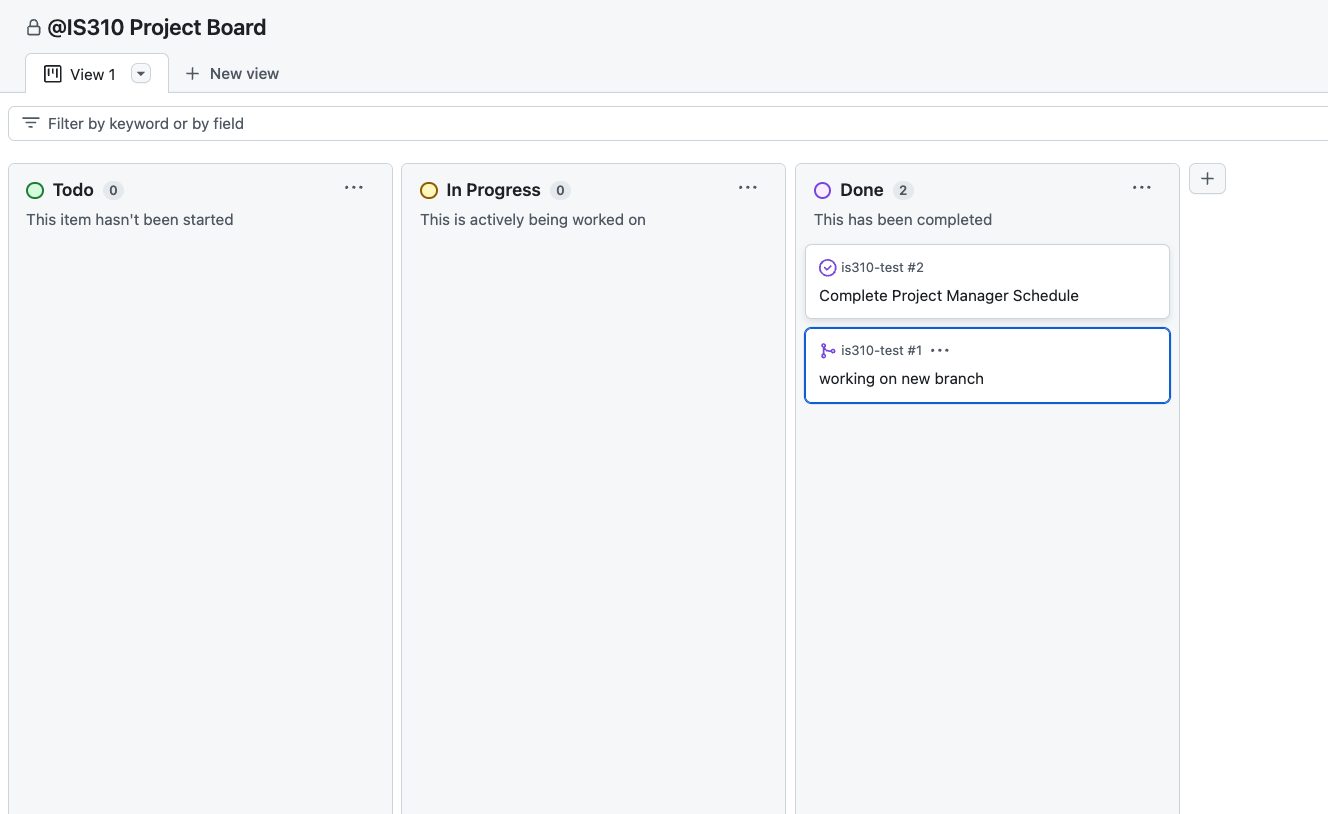 @IS310 Project Board
View 1
New view
Filter by keyword or by field
Todo 0
This item hasn't been started
In Progress 0
This is actively being worked on
Done 2
This has been completed
is310-test #2
Complete Project Manager Schedule
is310-test #1
working on new branch